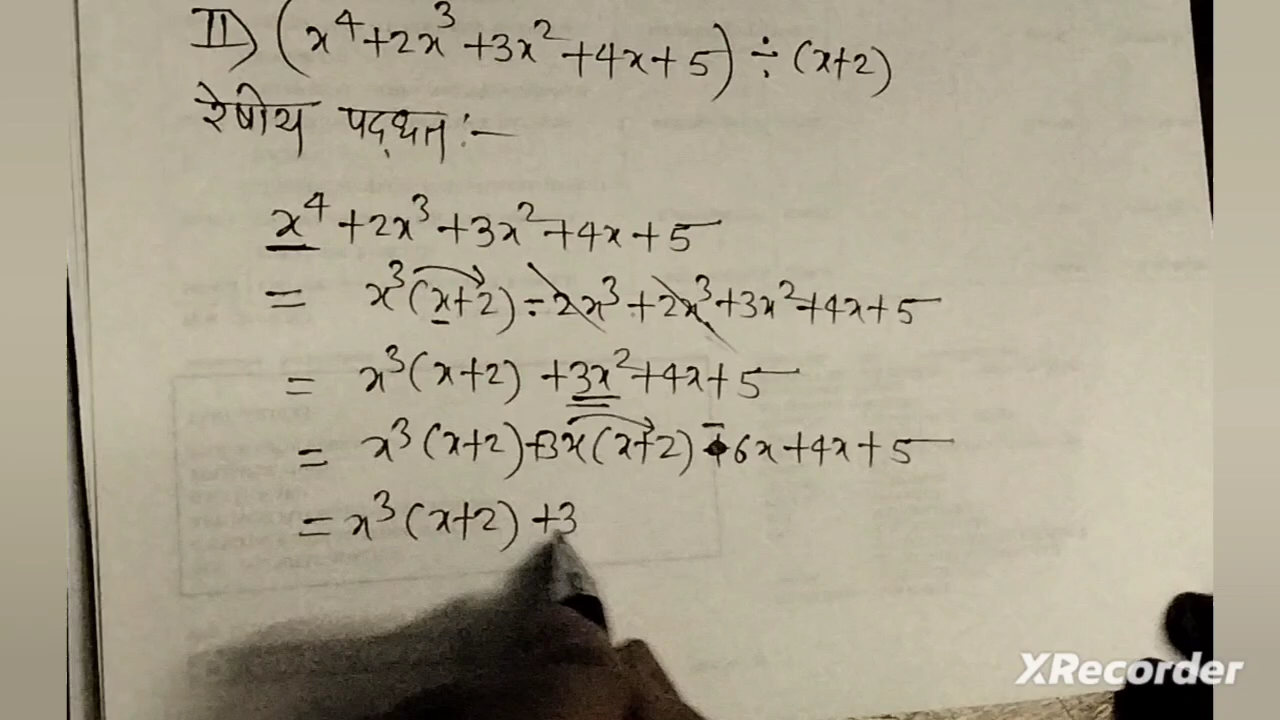 II) (x⁴+2x³+3x²+4x+5) ÷ (x+2)
रेषीय पद्धत :-
x⁴ +2x³+3x²+4x+5
= x³(x+2) - 2x³ + 2x³ +3x²+4x+5
= x³(x+2) +3x²+4x+5
= x³(x+2)+3x(x+2) -6x+4x+5
= x³(x+2) +3
XRecorder